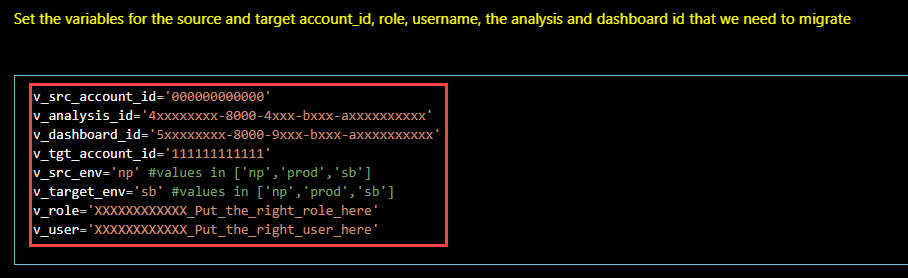 Set the variables for the source and target account_id, role, username, the analysis and dashboard id that we need to migrate
v_src_account_id='000000000000'
v_analysis_id='4xxxxxxxx-8000-4xxx-bxxx-axxxxxxxxxx'
v_dashboard_id='5xxxxxxxx-8000-9xxx-bxxx-axxxxxxxxxx'
v_tgt_account_id='111111111111'
v_src_env='np' #values in ['np','prod','sb']
v_target_env='sb' #values in ['np','prod','sb']
v_role='XXXXXXXXXXXX_Put_the_right_role_here'
v_user='XXXXXXXXXXXX_Put_the_right_user_here'